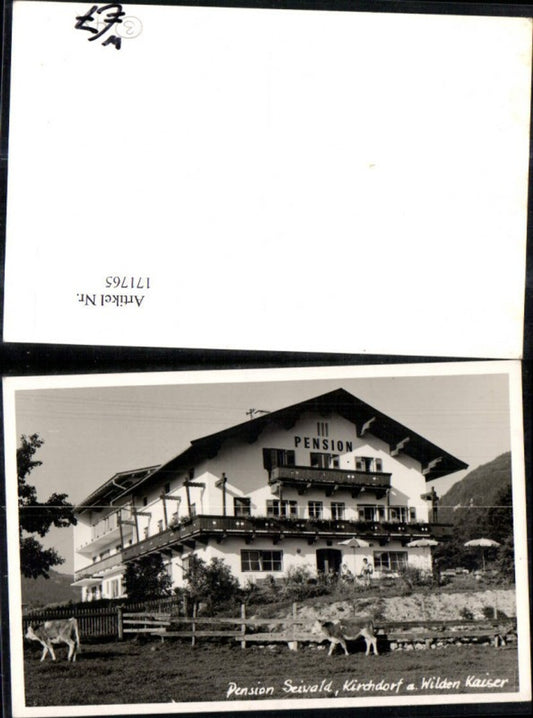 Artikel Nr.
171765
PENSION
Pension Seiwald, Kirchdorf a. Wilden Kaiser